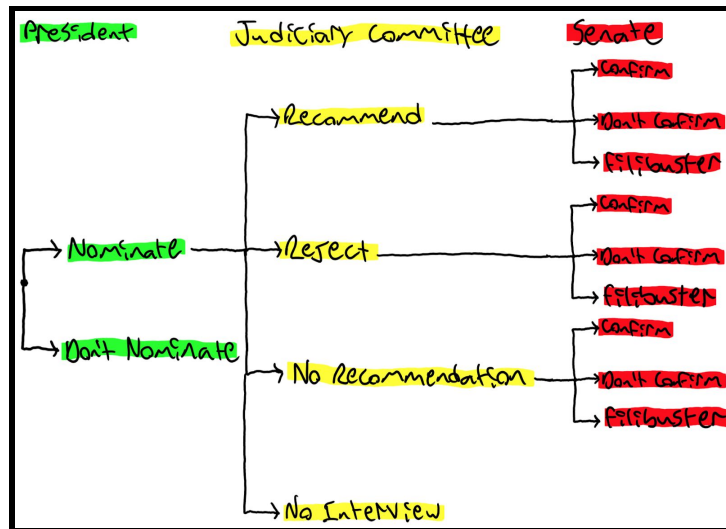 President Judiciary Committee Senate
Confirm
Recommend Don't Confirm
Filibuster
Confirm
Nominate Reject Don't Confirm
Filibuster
Confirm
Don't Nominate
No Recommendation Don't Confirm
Filibuster
No Interview